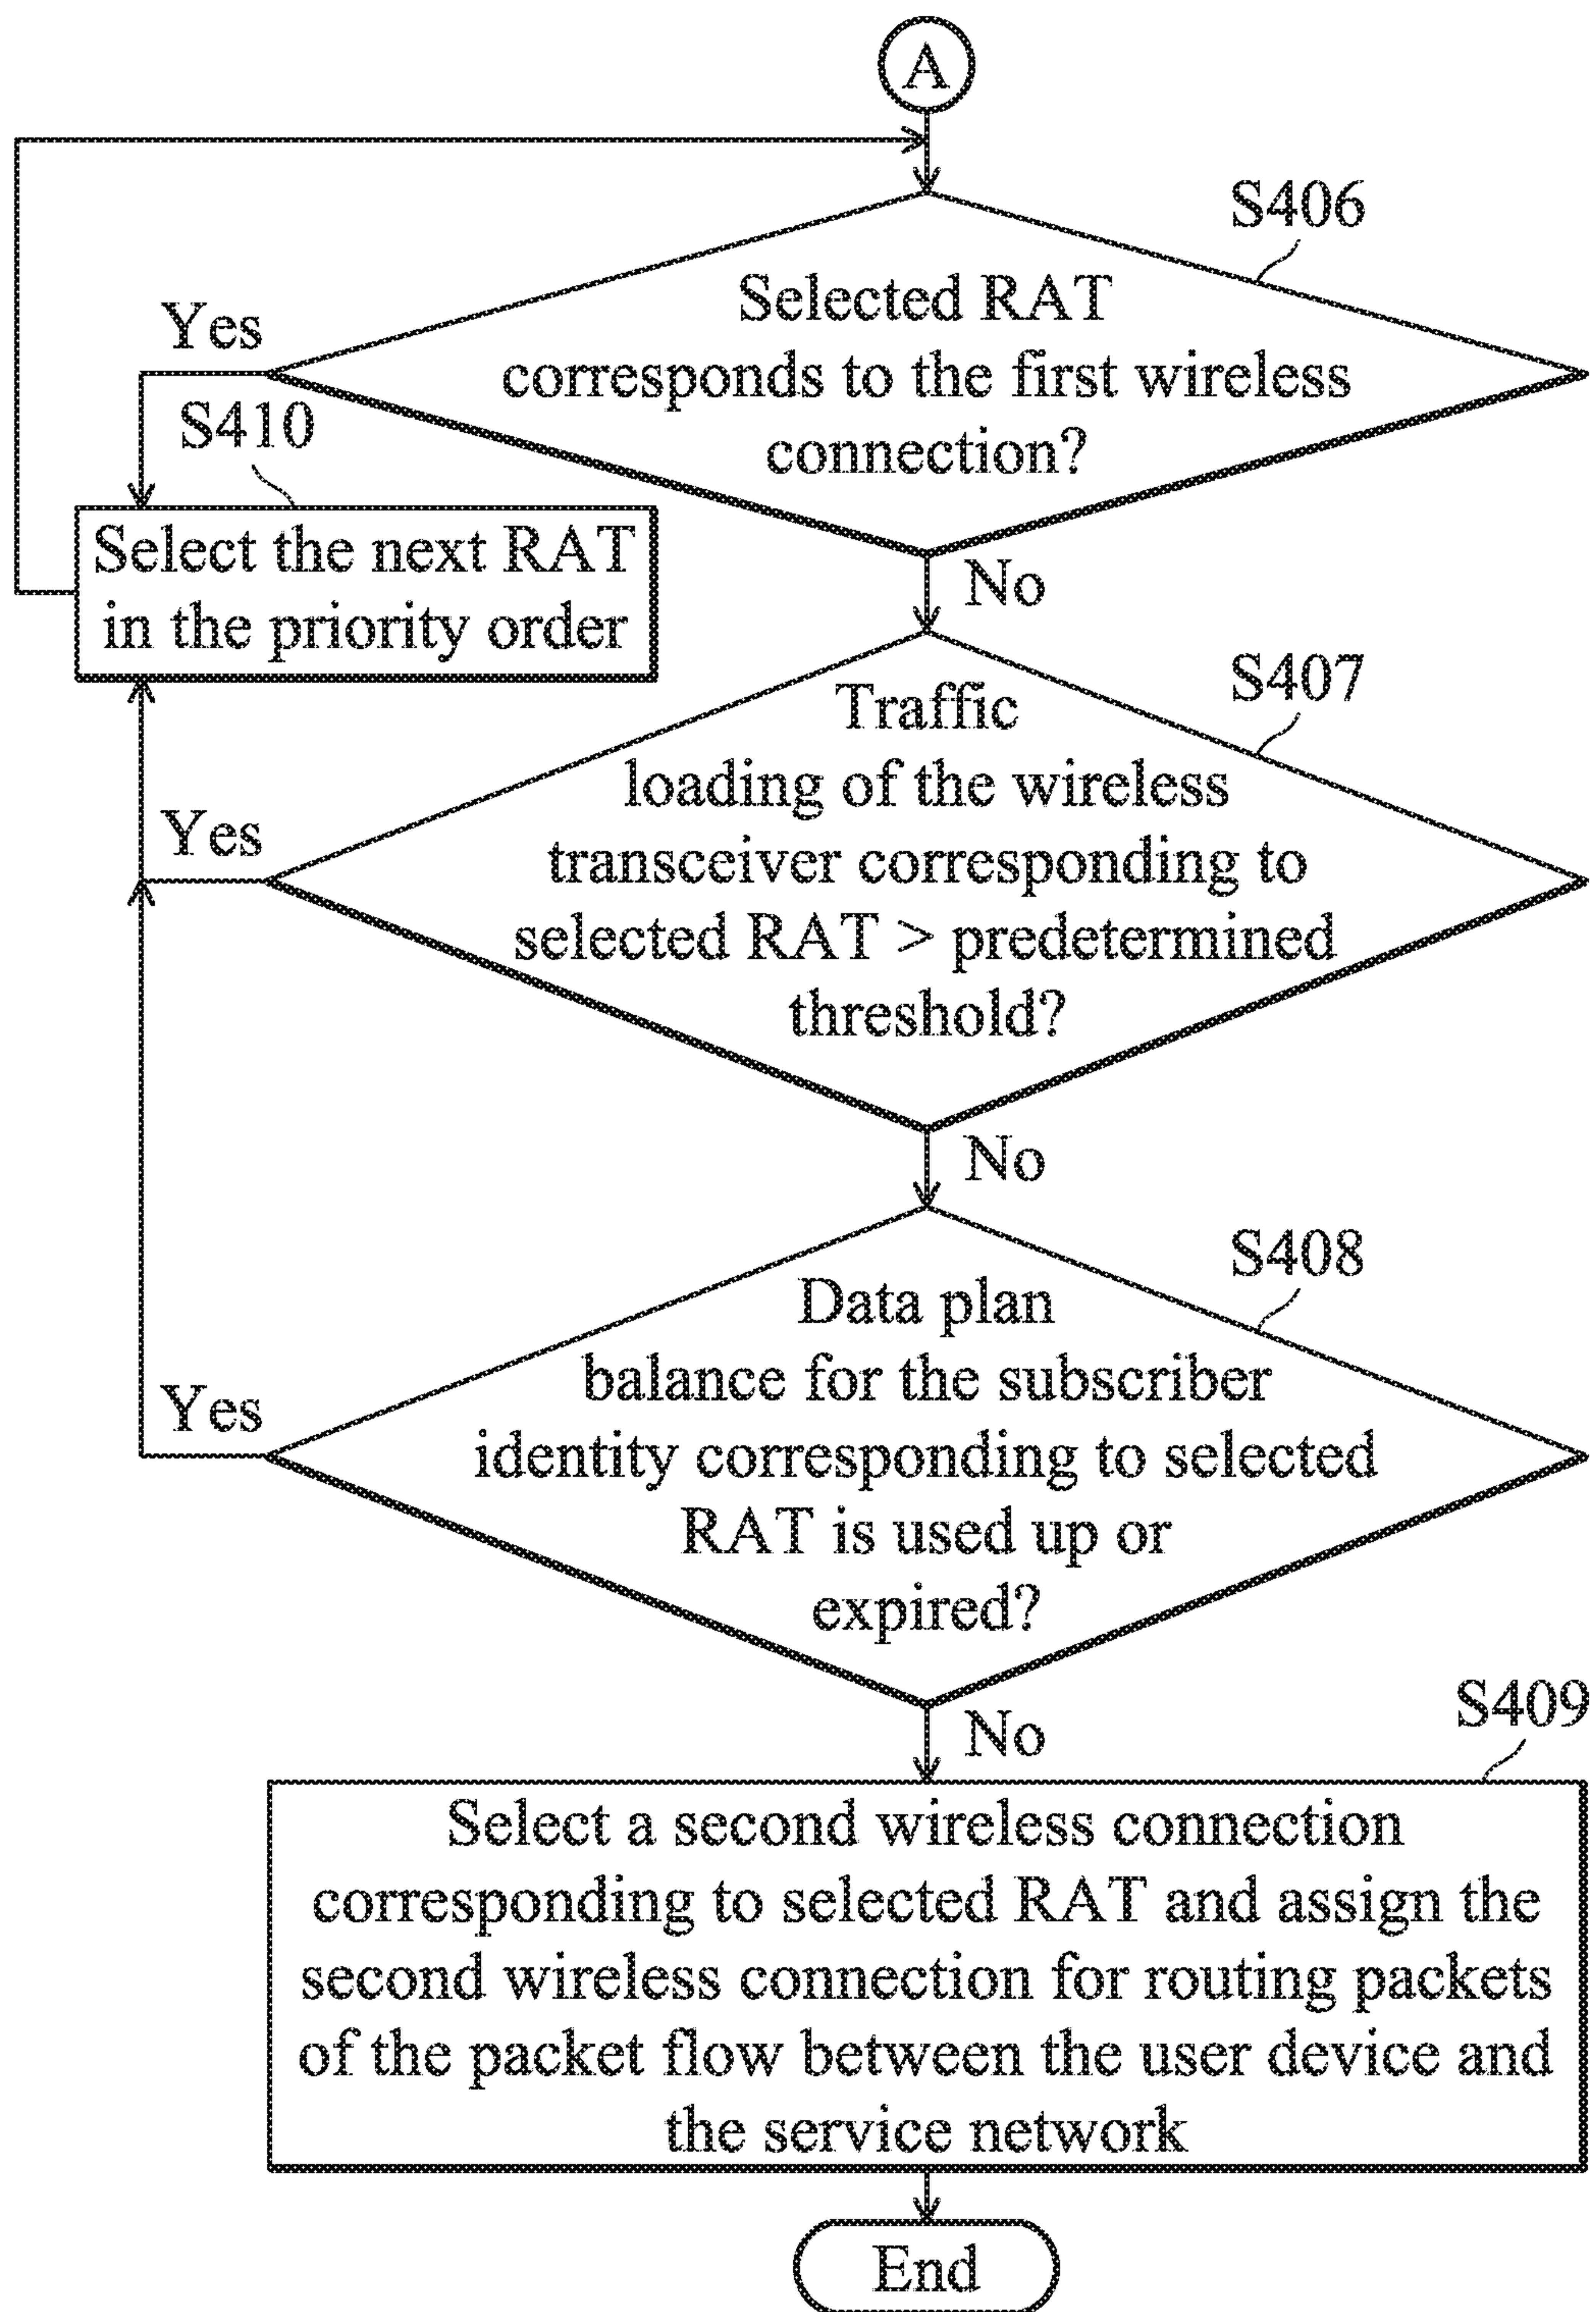 A
S406
Selected RAT
corresponds to the first wireless
connection?
Yes
S410
Select the next RAT
in the priority order
No
S407
Traffic
loading of the wireless
transceiver corresponding to
selected RAT > predetermined
threshold?
Yes
No
S408
Data plan
balance for the subscriber
identity corresponding to selected
RAT is used up or
expired?
Yes
No
S409
Select a second wireless connection
corresponding to selected RAT and assign the
second wireless connection for routing packets
of the packet flow between the user device and
the service network
End